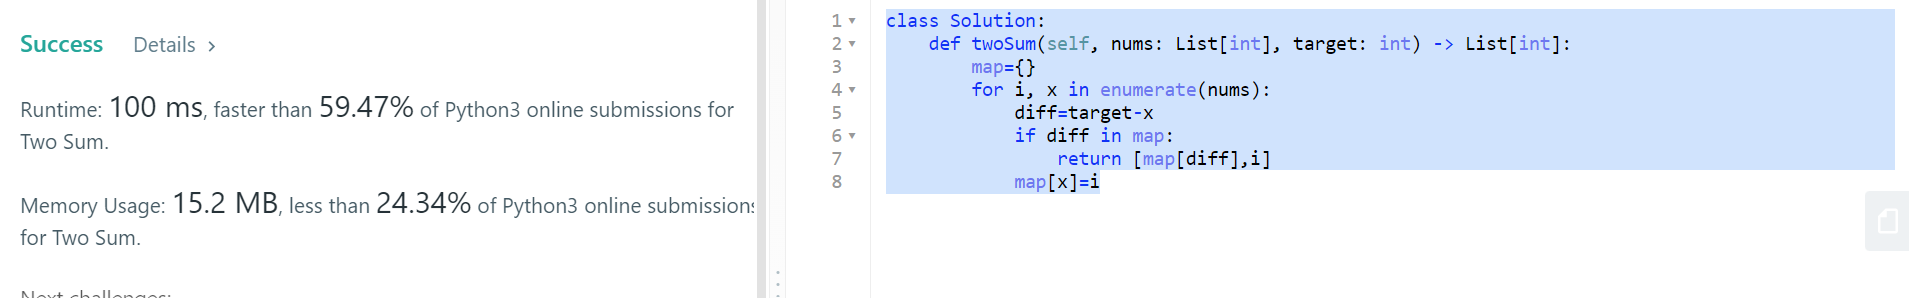 Success Details >
Runtime: 100 ms, faster than 59.47% of Python3 online submissions for
Two Sum.
Memory Usage: 15.2 MB, less than 24.34% of Python3 online submissions
for Two Sum.
Next challenges:
1 class Solution:
2     def twoSum(self, nums: List[int], target: int) -> List[int]:
3         map={}
4         for i, x in enumerate(nums):
5             diff=target-x
6             if diff in map:
7                 return [map[diff],i]
8             map[x]=i